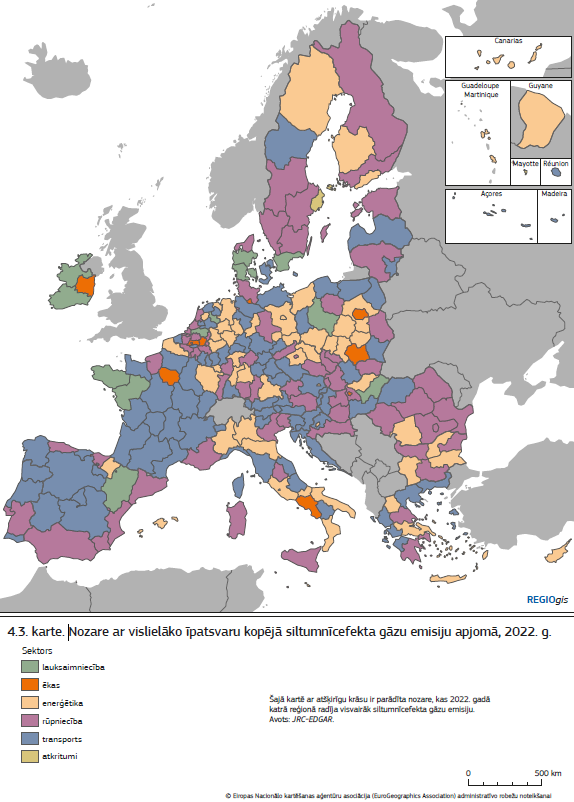 Canarias
Guadeloupe
Martinique
Guyane
Mayotte
Réunion
Açores
Madeira
REGIOgis
4.3. karte. Nozare ar vislielāko īpatsvaru kopējā siltumnīcefekta gāzu emisiju apjomā, 2022. g.
Sektors
lauksaimniecība
ēkas
enerģētika
rūpniecība
transports
atkritumi
Šajā kartē ar atšķirīgu krāsu ir parādīta nozare, kas 2022. gadā
katrā reģionā radīja visvairāk siltumnīcefekta gāzu emisiju.
Avots: JRC-EDGAR.
0 500 km
© Eiropas Nacionālo kartēšanas aģentūru asociācija (EuroGeographics Association) administratīvo robežu noteikšanai